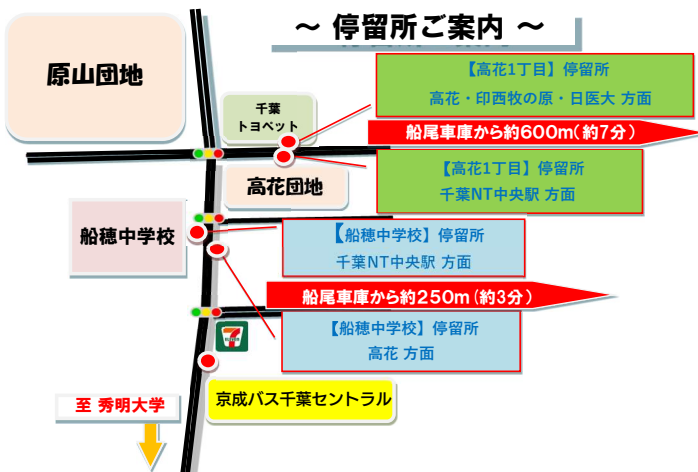 ～ 停留所ご案内 ～
原山団地
千葉
トヨペット
【高花1丁目】停留所
高花・印西牧の原・日医大 方面
船尾車庫から約600m（約7分）
高花団地
【高花1丁目】停留所
千葉NT中央駅 方面
船穂中学校
【船穂中学校】停留所
千葉NT中央駅 方面
船尾車庫から約250m（約3分）
【船穂中学校】停留所
高花 方面
7
京成バス千葉セントラル
至 秀明大学